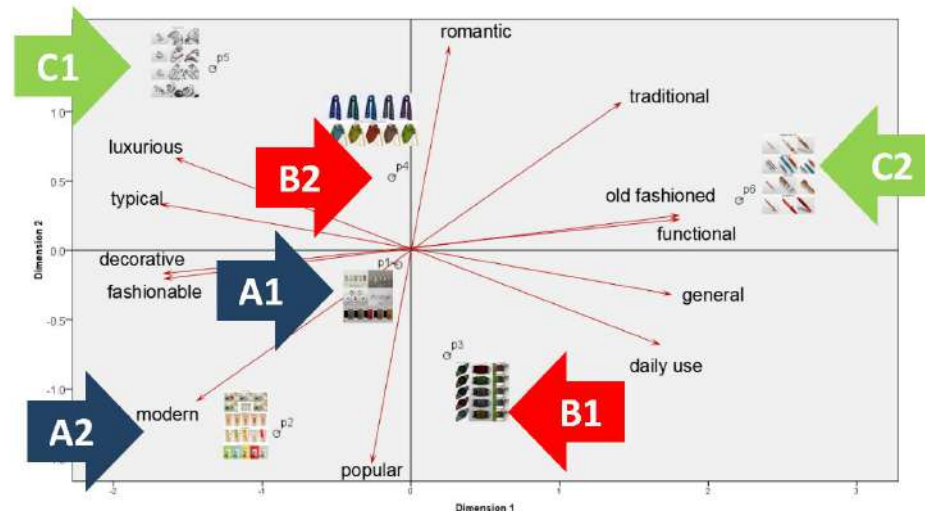 romantic
C1
p5
traditional
1.0
luxurious
B2
p4
C2
0.5
typical
old fashioned
p6
functional
0.0
decorative
p1
fashionable
A1
general
-0.5
p3
daily use
-1.0
modern
A2
p2
B1
popular
-2
-1
0
1
2
3
Dimension 1
Dimension 2